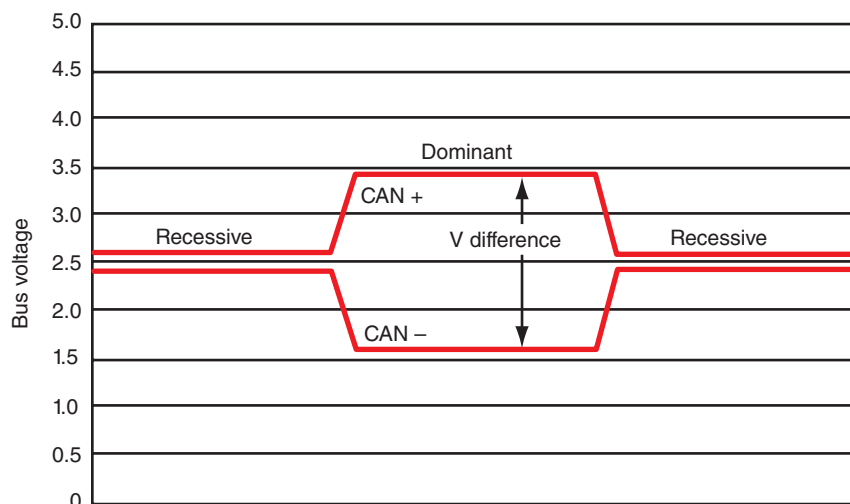 5.0
4.5
4.0
3.5
3.0
2.5
2.0
1.5
1.0
0.5
0
Bus voltage
Dominant
CAN +
Recessive
V difference
Recessive
CAN –